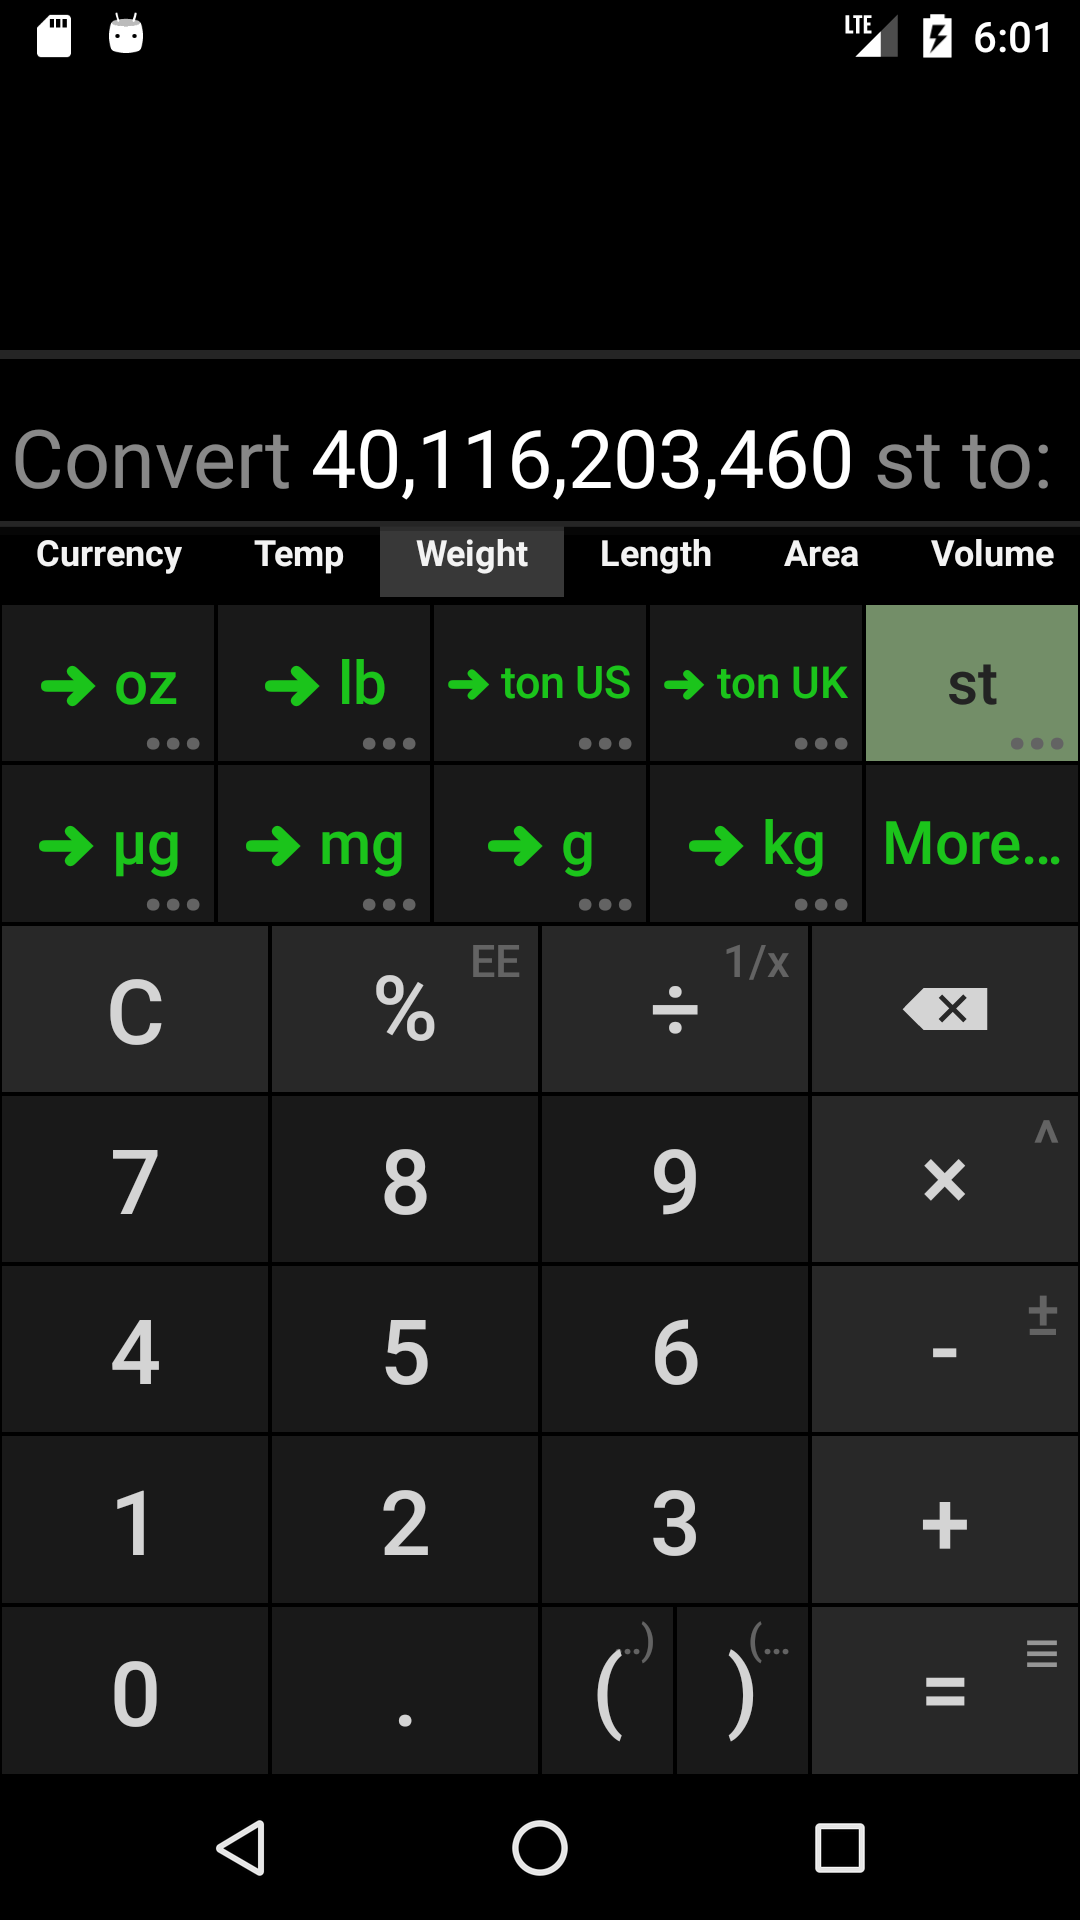 LTE 6:01
Convert 40,116,203,460 st to:
Currency Temp Weight Length Area Volume
➔ oz ➔ lb ➔ ton US ➔ ton UK st
➔ µg ➔ mg ➔ g ➔ kg More...
C % EE ÷ 1/x
7 8 9 × ^
4 5 6 - ±
1 2 3 +
0 . ( ..) ) (... =